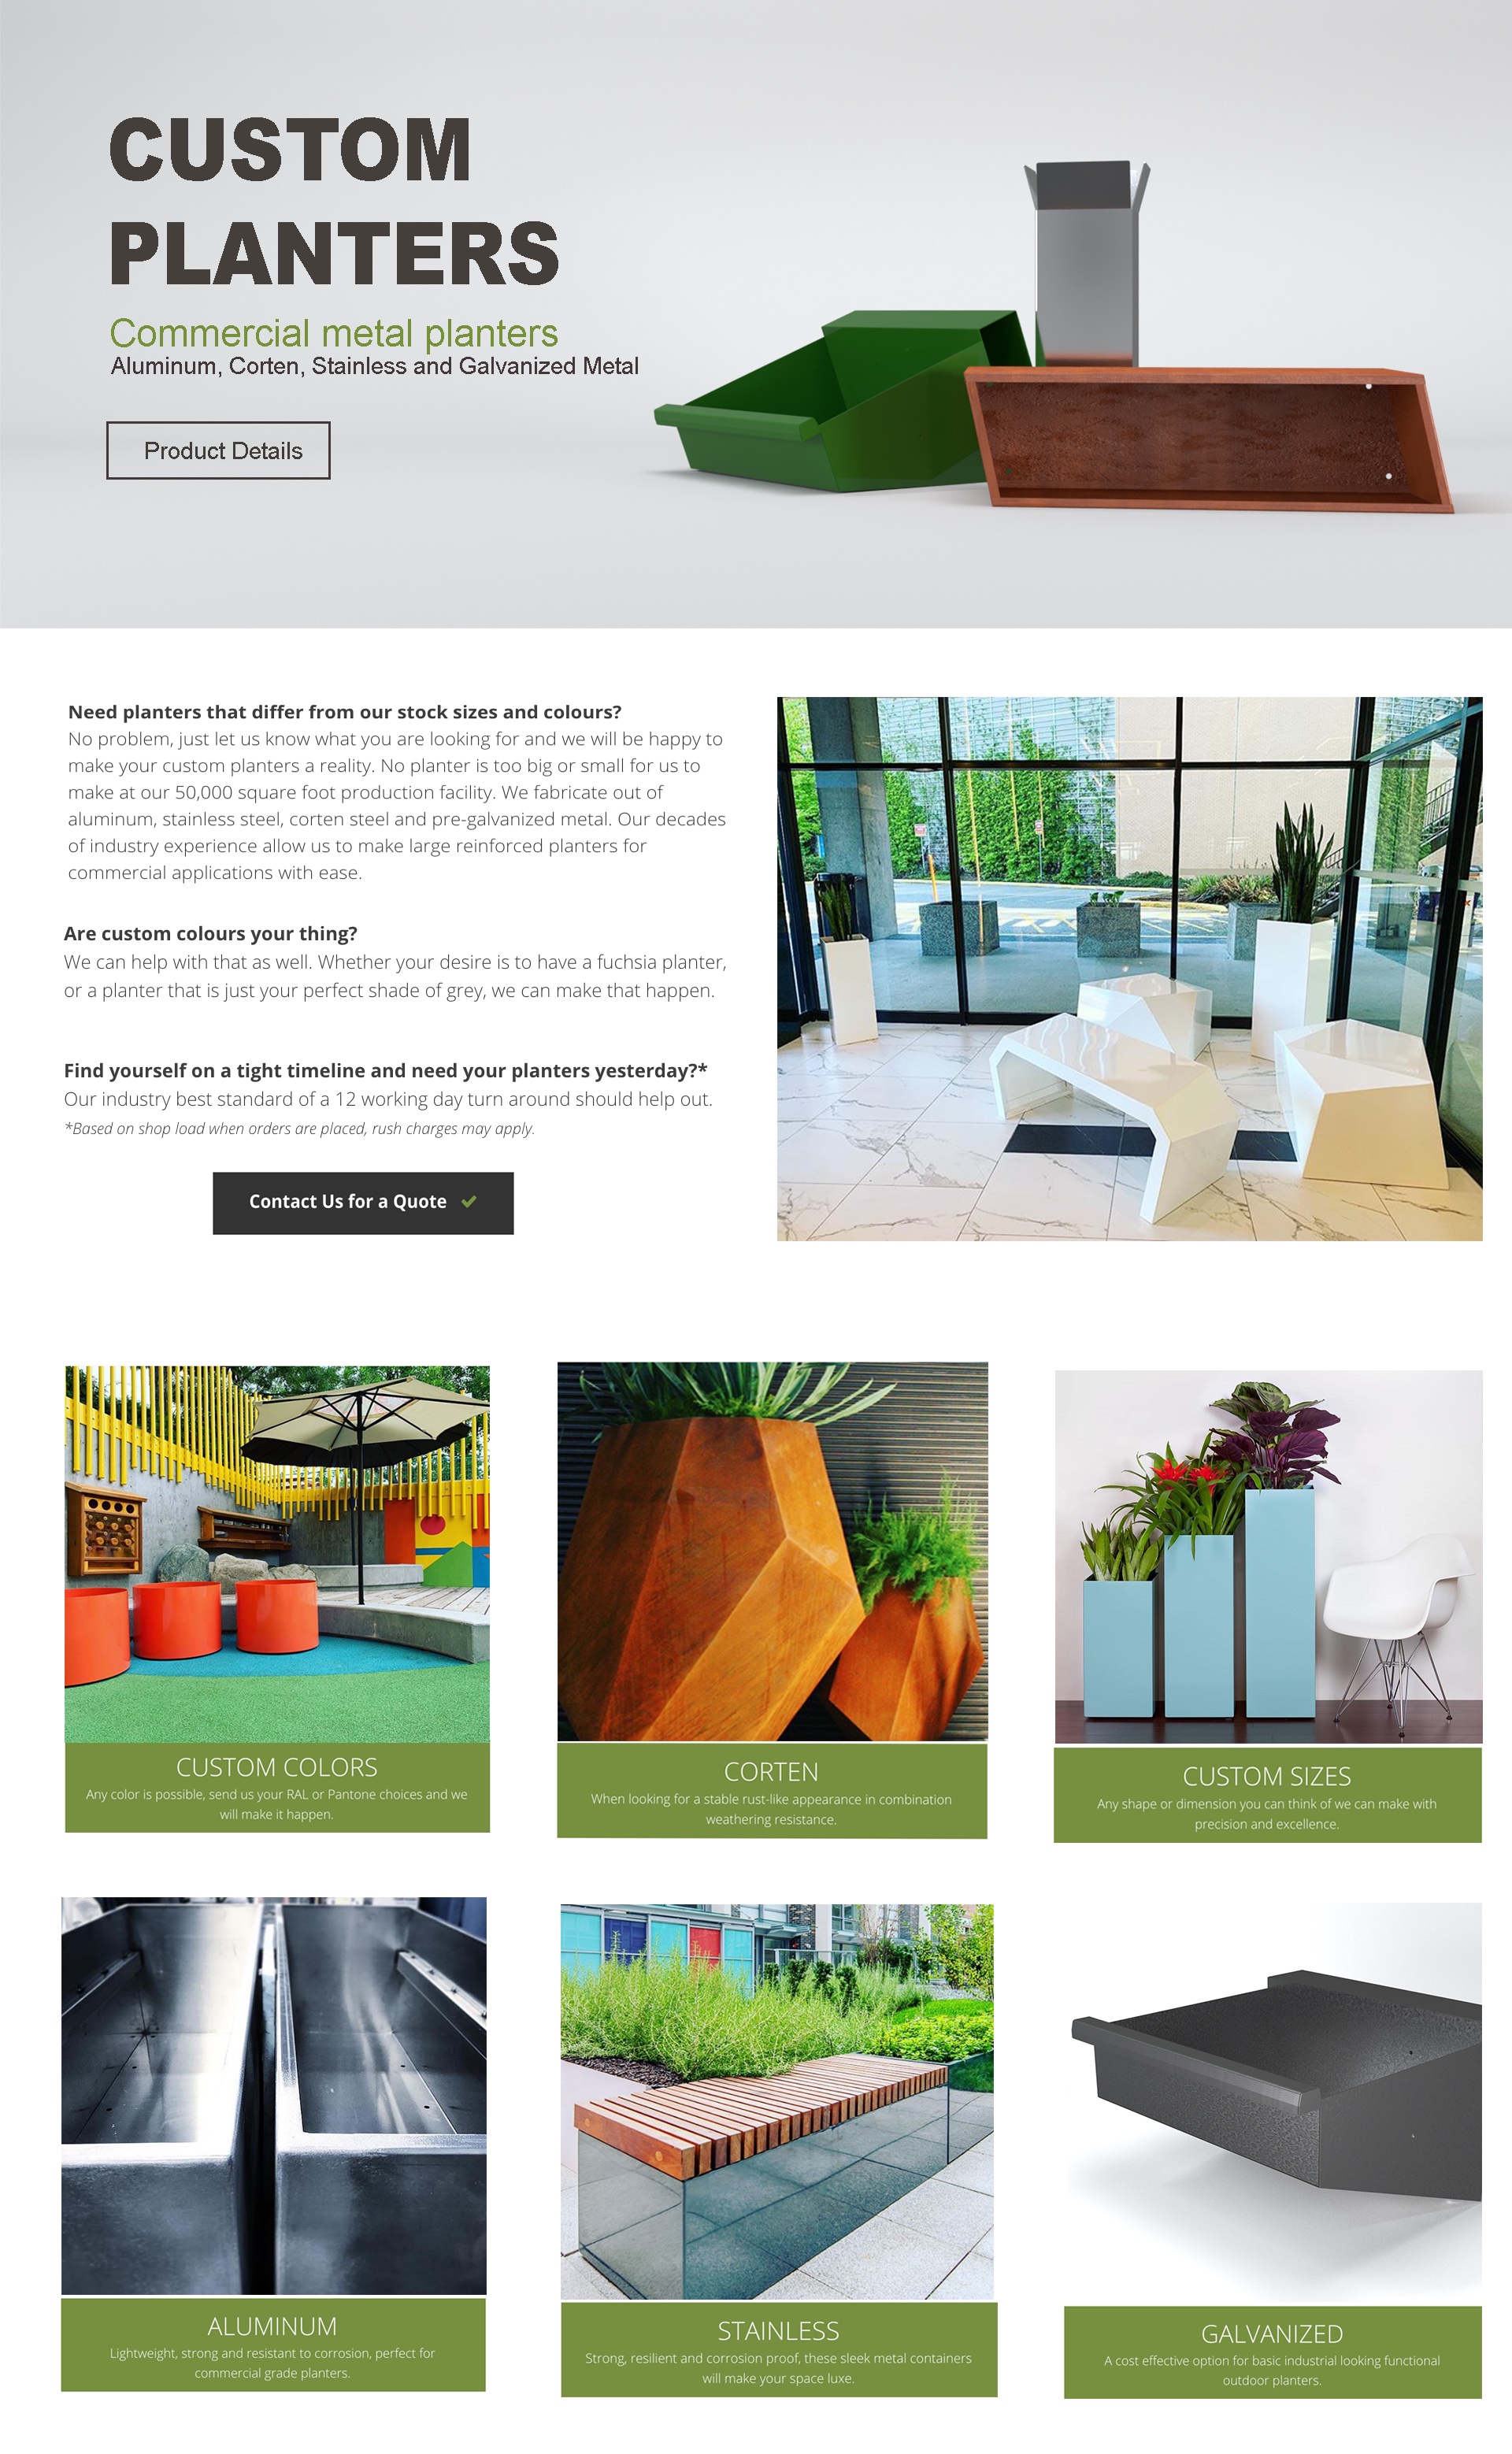 CUSTOM
PLANTERS
Commercial metal planters
Aluminum, Corten, Stainless and Galvanized Metal
Product Details
Need planters that differ from our stock sizes and colours?
No problem, just let us know what you are looking for and we will be happy to
make your custom planters a reality. No planter is too big or small for us to
make at our 50,000 square foot production facility. We fabricate out of
aluminum, stainless steel, corten steel and pre-galvanized metal. Our decades
of industry experience allow us to make large reinforced planters for
commercial applications with ease.
Are custom colours your thing?
We can help with that as well. Whether your desire is to have a fuchsia planter,
or a planter that is just your perfect shade of grey, we can make that happen.
Find yourself on a tight timeline and need your planters yesterday?*
Our industry best standard of a 12 working day turn around should help out.
*Based on shop load when orders are placed, rush charges may apply.
Contact Us for a Quote
CUSTOM COLORS
Any color is possible, send us your RAL or Pantone choices and we
will make it happen.
CORTEN
When looking for a stable rust-like appearance in combination
weathering resistance.
CUSTOM SIZES
Any shape or dimension you can think of we can make with
precision and excellence.
ALUMINUM
Lightweight, strong and resistant to corrosion, perfect for
commercial grade planters.
STAINLESS
Strong, resilient and corrosion proof, these sleek metal containers
will make your space luxe.
GALVANIZED
A cost effective option for basic industrial looking functional
outdoor planters.